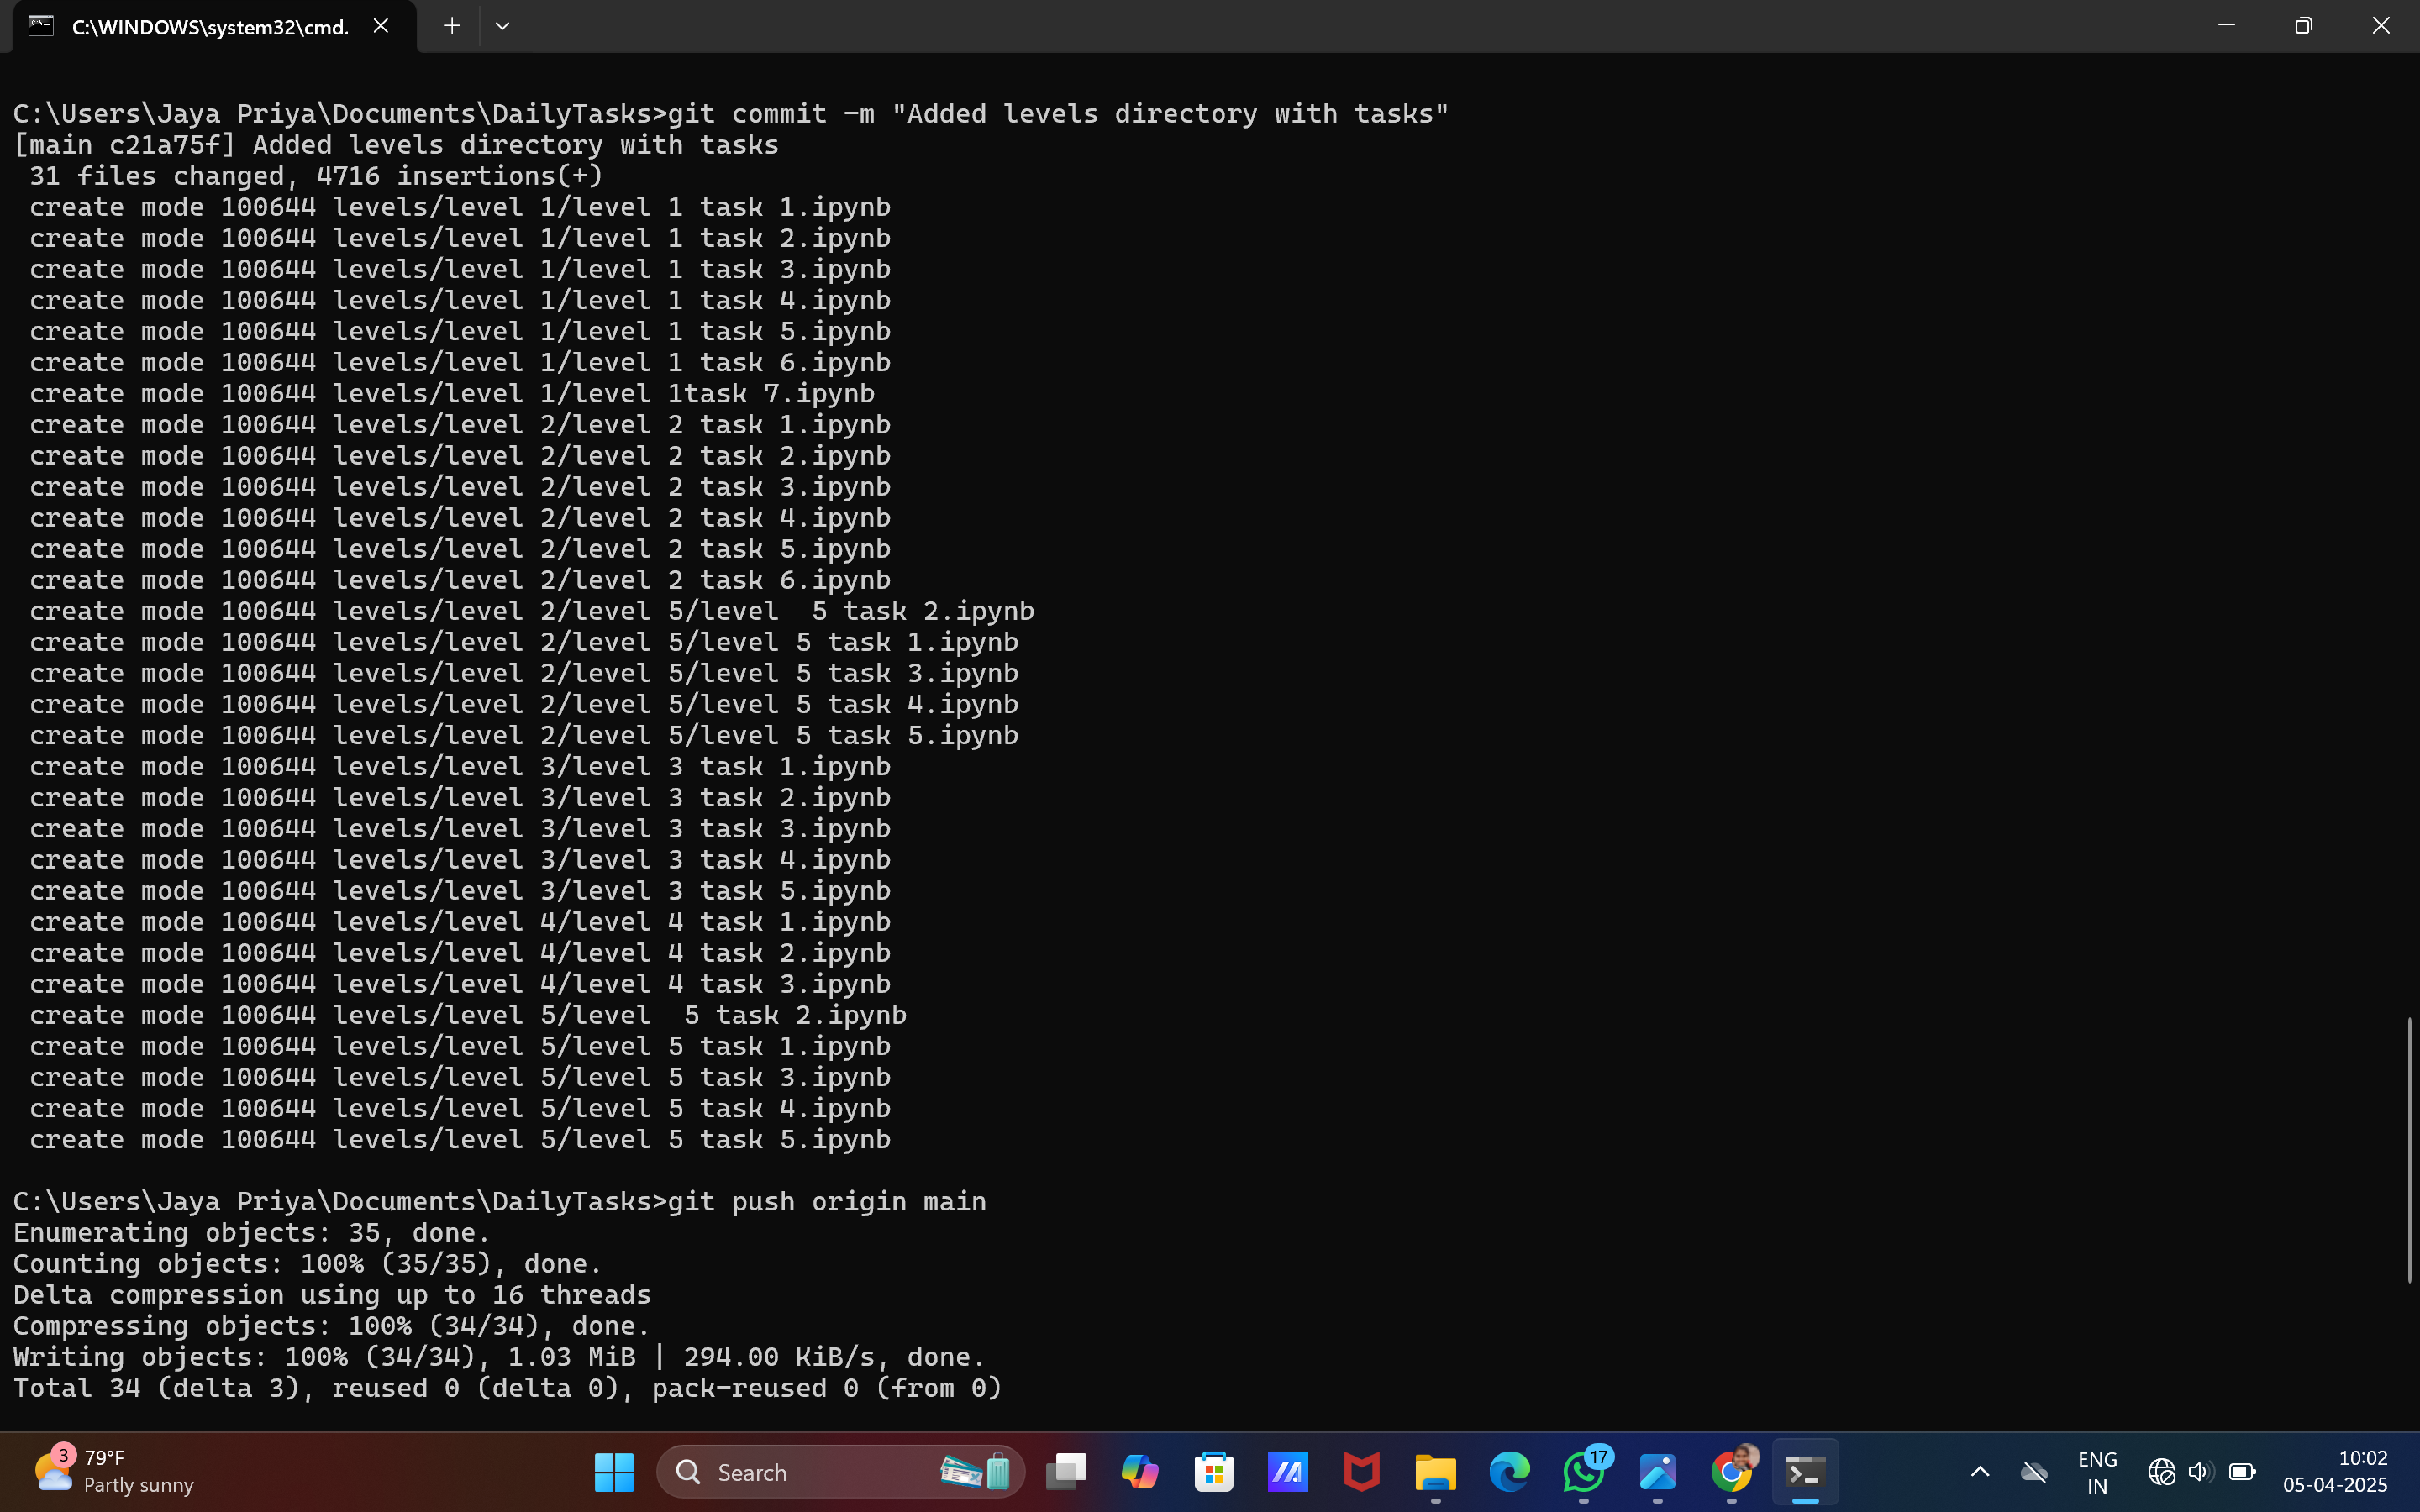 C:\WINDOWS\system32\cmd.
C:\Users\Jaya Priya\Documents\DailyTasks>git commit -m "Added levels directory with tasks"
[main c21a75f] Added levels directory with tasks
 31 files changed, 4716 insertions(+)
 create mode 100644 levels/level 1/level 1 task 1.ipynb
 create mode 100644 levels/level 1/level 1 task 2.ipynb
 create mode 100644 levels/level 1/level 1 task 3.ipynb
 create mode 100644 levels/level 1/level 1 task 4.ipynb
 create mode 100644 levels/level 1/level 1 task 5.ipynb
 create mode 100644 levels/level 1/level 1 task 6.ipynb
 create mode 100644 levels/level 1/level 1task 7.ipynb
 create mode 100644 levels/level 2/level 2 task 1.ipynb
 create mode 100644 levels/level 2/level 2 task 2.ipynb
 create mode 100644 levels/level 2/level 2 task 3.ipynb
 create mode 100644 levels/level 2/level 2 task 4.ipynb
 create mode 100644 levels/level 2/level 2 task 5.ipynb
 create mode 100644 levels/level 2/level 2 task 6.ipynb
 create mode 100644 levels/level 2/level 5/level  5 task 2.ipynb
 create mode 100644 levels/level 2/level 5/level 5 task 1.ipynb
 create mode 100644 levels/level 2/level 5/level 5 task 3.ipynb
 create mode 100644 levels/level 2/level 5/level 5 task 4.ipynb
 create mode 100644 levels/level 2/level 5/level 5 task 5.ipynb
 create mode 100644 levels/level 3/level 3 task 1.ipynb
 create mode 100644 levels/level 3/level 3 task 2.ipynb
 create mode 100644 levels/level 3/level 3 task 3.ipynb
 create mode 100644 levels/level 3/level 3 task 4.ipynb
 create mode 100644 levels/level 3/level 3 task 5.ipynb
 create mode 100644 levels/level 4/level 4 task 1.ipynb
 create mode 100644 levels/level 4/level 4 task 2.ipynb
 create mode 100644 levels/level 4/level 4 task 3.ipynb
 create mode 100644 levels/level 5/level  5 task 2.ipynb
 create mode 100644 levels/level 5/level 5 task 1.ipynb
 create mode 100644 levels/level 5/level 5 task 3.ipynb
 create mode 100644 levels/level 5/level 5 task 4.ipynb
 create mode 100644 levels/level 5/level 5 task 5.ipynb
C:\Users\Jaya Priya\Documents\DailyTasks>git push origin main
Enumerating objects: 35, done.
Counting objects: 100% (35/35), done.
Delta compression using up to 16 threads
Compressing objects: 100% (34/34), done.
Writing objects: 100% (34/34), 1.03 MiB | 294.00 KiB/s, done.
Total 34 (delta 3), reused 0 (delta 0), pack-reused 0 (from 0)
3
79°F
Partly sunny
Search
17
ENG
IN
10:02
05-04-2025